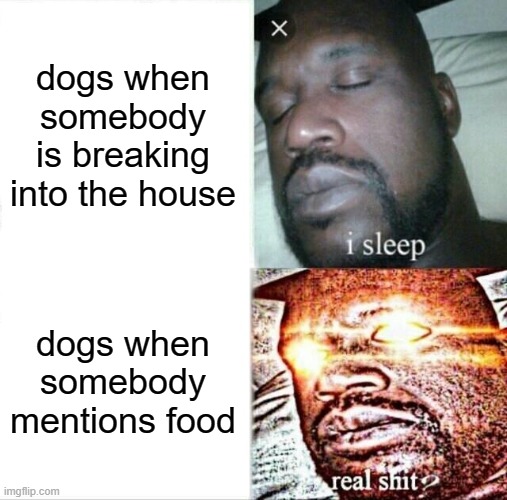 dogs when
somebody
is breaking
into the house
i sleep
dogs when
somebody
mentions food
real shit?
imgflip.com